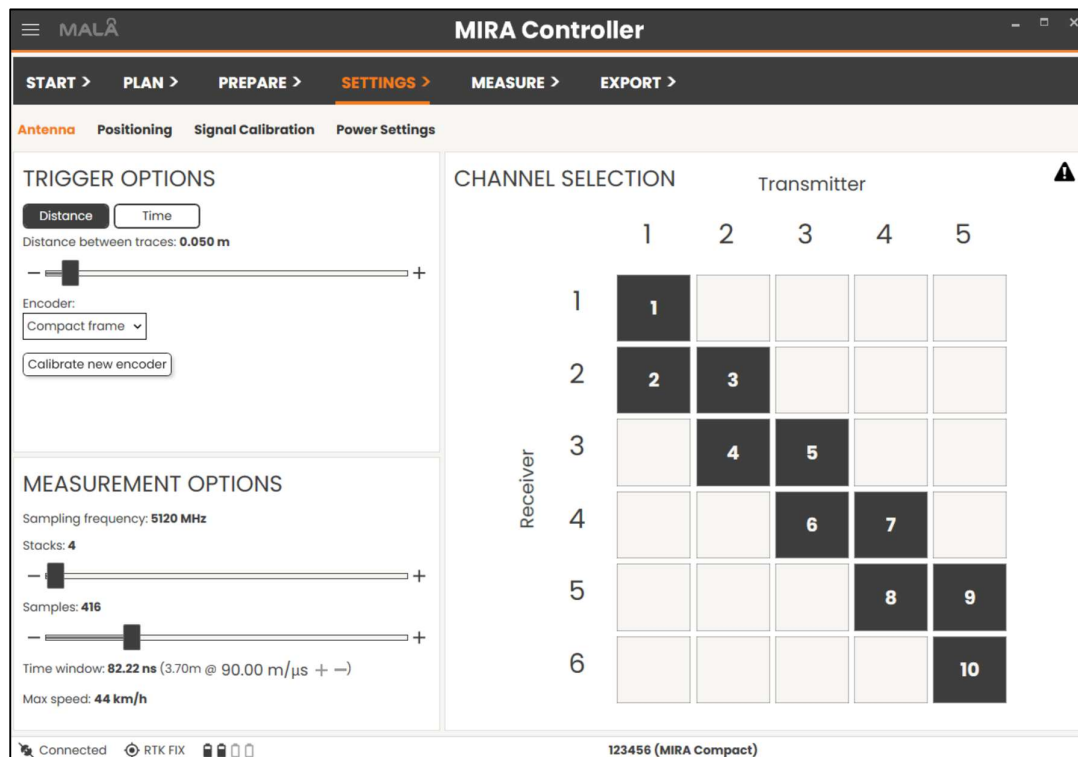 MALÅ MIRA Controller
START > PLAN > PREPARE > SETTINGS > MEASURE > EXPORT >
Antenna Positioning Signal Calibration Power Settings
TRIGGER OPTIONS
Distance Time
Distance between traces: 0.050 m
− +
Encoder:
Compact frame
Calibrate new encoder
MEASUREMENT OPTIONS
Sampling frequency: 5120 MHz
Stacks: 4
− +
Samples: 416
− +
Time window: 82.22 ns (3.70m @ 90.00 m/µs + −)
Max speed: 44 km/h
CHANNEL SELECTION
Transmitter
1 2 3 4 5
Receiver
1 1
2 2 3
3 4 5
4 6 7
5 8 9
6 10
Connected RTK FIX 123456 (MIRA Compact)